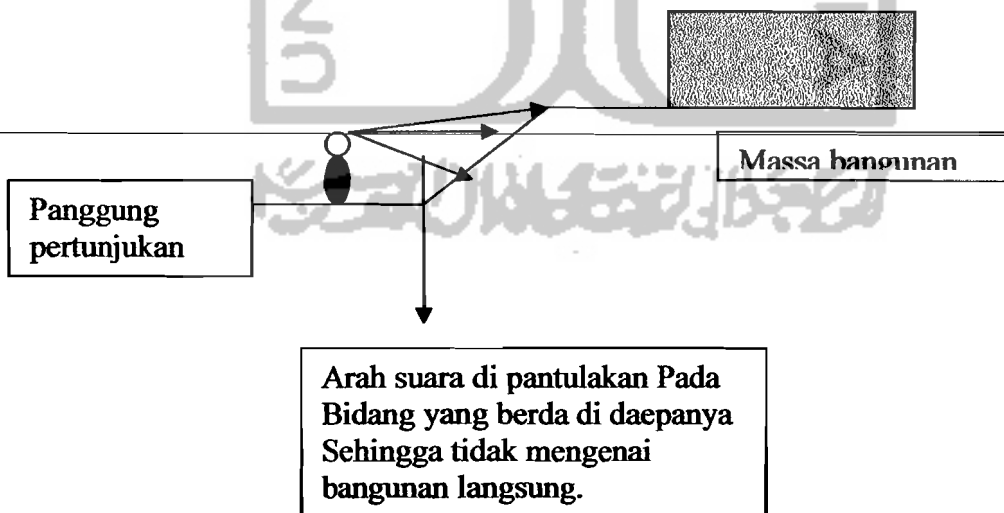 Massa bangunan
Panggung
pertunjukan
Arah suara di pantulakan Pada
Bidang yang berda di daepanya
Sehingga tidak mengenai
bangunan langsung.